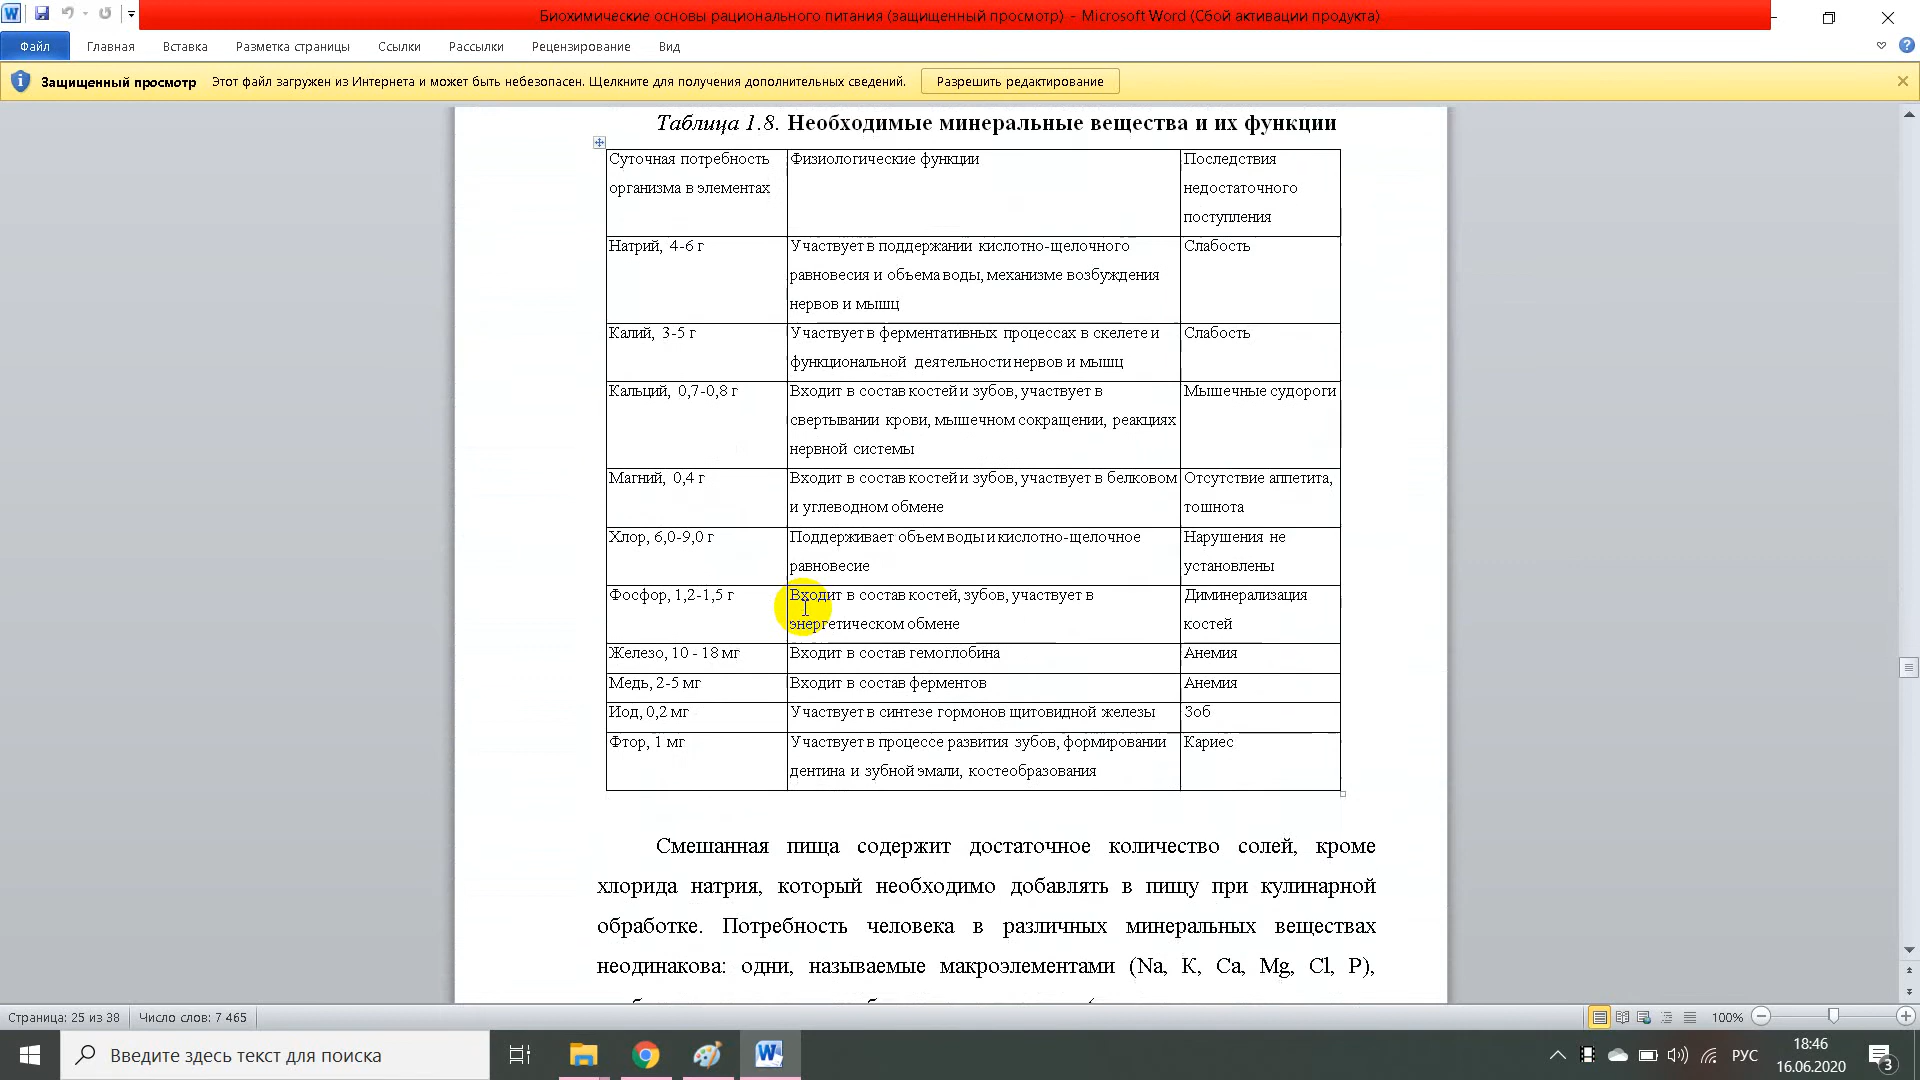 Биохимические основы рационального питания (защищенный просмотр) - Microsoft Word (Сбой активации продукта)
Файл Главная Вставка Разметка страницы Ссылки Рассылки Рецензирование Вид
Защищенный просмотр Этот файл загружен из Интернета и может быть небезопасен. Щелкните для получения дополнительных сведений. Разрешить редактирование
Таблица 1.8. Необходимые минеральные вещества и их функции
Суточная потребность Физиологические функции Последствия
организма в элементах недостаточного
поступления
Натрий, 4-6 г Участвует в поддержании кислотно-щелочного Слабость
равновесия и объема воды, механизме возбуждения
нервов и мышц
Калий, 3-5 г Участвует в ферментативных процессах в скелете и Слабость
функциональной деятельности нервов и мышц
Кальций, 0,7-0,8 г Входит в состав костей и зубов, участвует в Мышечные судороги
свертывании крови, мышечном сокращении, реакциях
нервной системы
Магний, 0,4 г Входит в состав костей и зубов, участвует в белковом Отсутствие аппетита,
и углеводном обмене тошнота
Хлор, 6,0-9,0 г Поддерживает объем воды и кислотно-щелочное Нарушения не
равновесие установлены
Фосфор, 1,2-1,5 г Входит в состав костей, зубов, участвует в Диминерализация
энергетическом обмене костей
Железо, 10 - 18 мг Входит в состав гемоглобина Анемия
Медь, 2-5 мг Входит в состав ферментов Анемия
Иод, 0,2 мг Участвует в синтезе гормонов щитовидной железы Зоб
Фтор, 1 мг Участвует в процессе развития зубов, формировании Кариес
дентина и зубной эмали, костеобразования
Смешанная пища содержит достаточное количество солей, кроме
хлорида натрия, который необходимо добавлять в пищу при кулинарной
обработке. Потребность человека в различных минеральных веществах
неодинакова: одни, называемые макроэлементами (Na, K, Ca, Mg, Cl, P),
Страница: 25 из 38 Число слов: 7 465 100%
Введите здесь текст для поиска РУС 18:46
16.06.2020 3